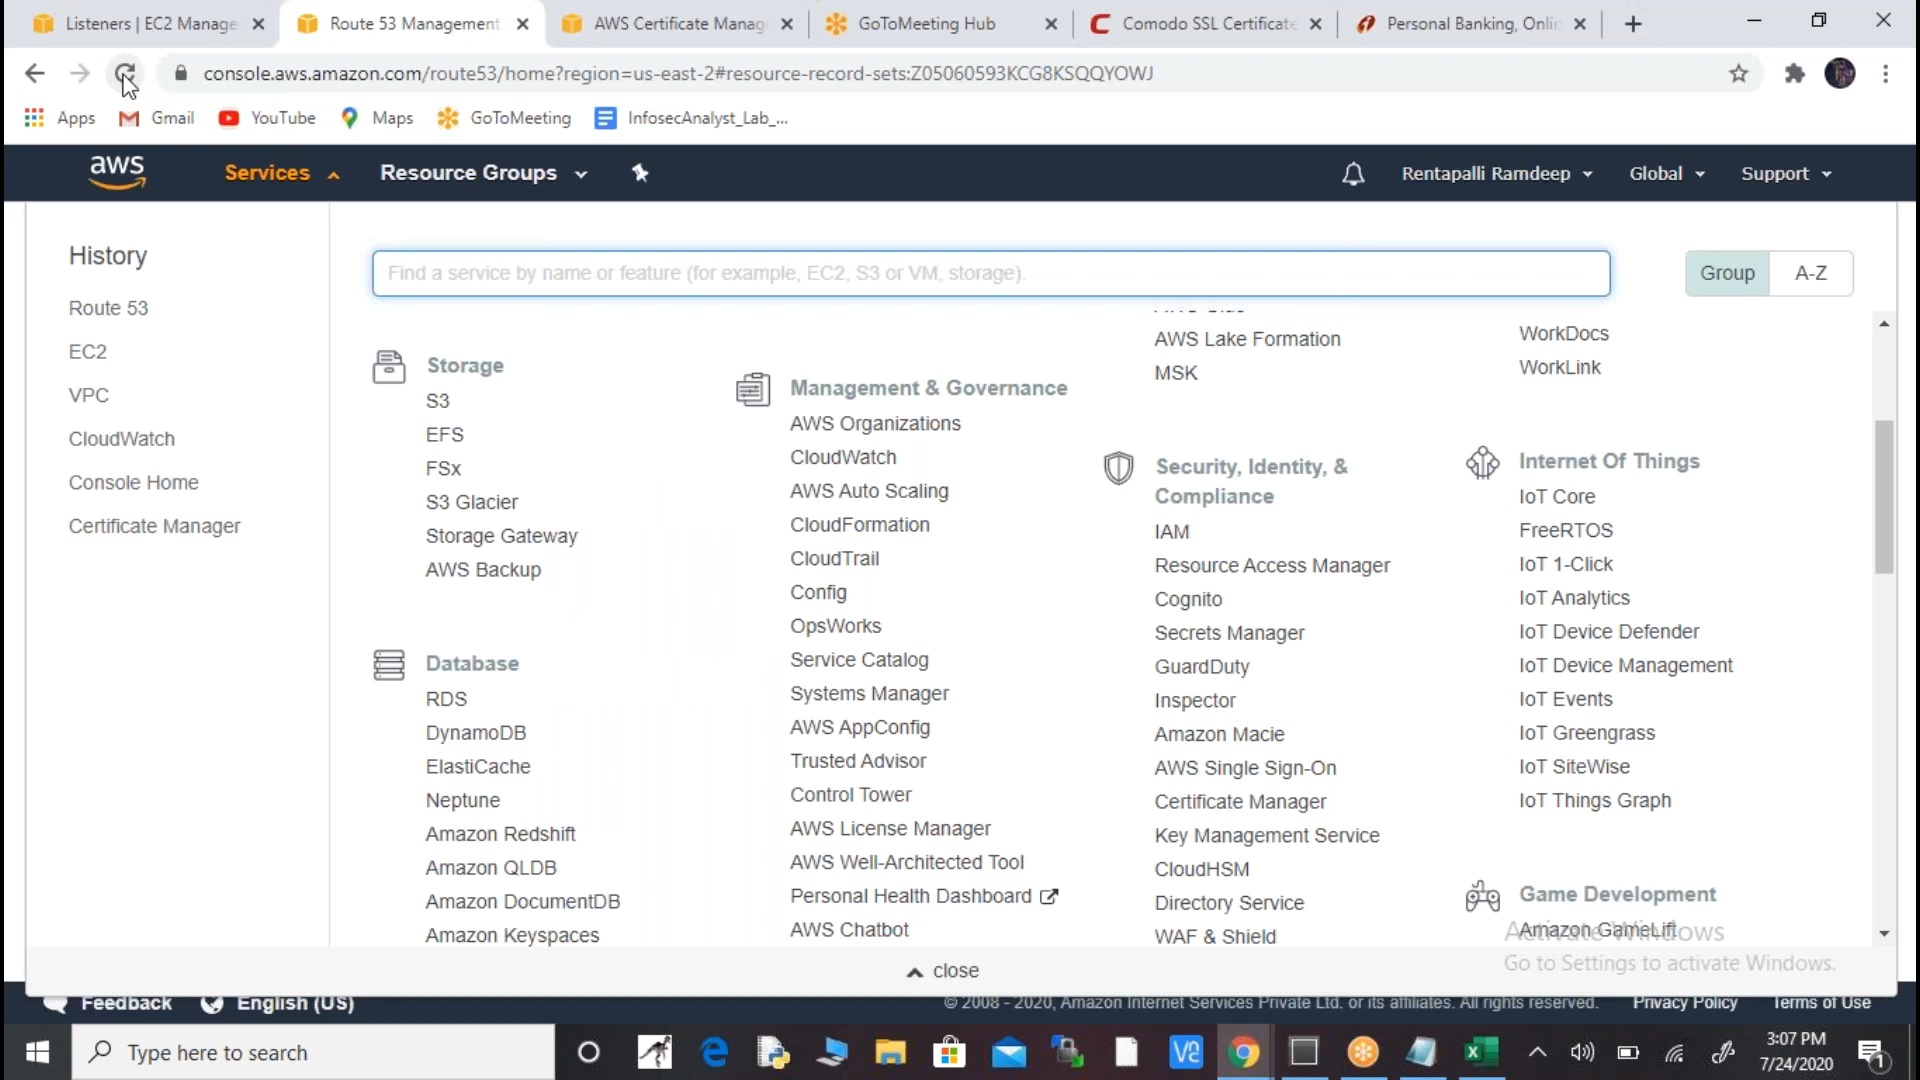 Listeners | EC2 Manage
Route 53 Management
AWS Certificate Manag
GoToMeeting Hub
Comodo SSL Certificate
Personal Banking, Onlin
console.aws.amazon.com/route53/home?region=us-east-2#resource-record-sets:Z05060593KCG8KSQQYOWJ
Apps
Gmail
YouTube
Maps
GoToMeeting
InfosecAnalyst_Lab_...
aws
Services
Resource Groups
Rentapalli Ramdeep
Global
Support
History
Route 53
EC2
VPC
CloudWatch
Console Home
Certificate Manager
Find a service by name or feature (for example, EC2, S3 or VM, storage).
Group
A-Z
Storage
S3
EFS
FSx
S3 Glacier
Storage Gateway
AWS Backup
Database
RDS
DynamoDB
ElastiCache
Neptune
Amazon Redshift
Amazon QLDB
Amazon DocumentDB
Amazon Keyspaces
Management & Governance
AWS Organizations
CloudWatch
AWS Auto Scaling
CloudFormation
CloudTrail
Config
OpsWorks
Service Catalog
Systems Manager
AWS AppConfig
Trusted Advisor
Control Tower
AWS License Manager
AWS Well-Architected Tool
Personal Health Dashboard
AWS Chatbot
AWS Lake Formation
MSK
Security, Identity, &
Compliance
IAM
Resource Access Manager
Cognito
Secrets Manager
GuardDuty
Inspector
Amazon Macie
AWS Single Sign-On
Certificate Manager
Key Management Service
CloudHSM
Directory Service
WAF & Shield
WorkDocs
WorkLink
Internet Of Things
IoT Core
FreeRTOS
IoT 1-Click
IoT Analytics
IoT Device Defender
IoT Device Management
IoT Events
IoT Greengrass
IoT SiteWise
IoT Things Graph
Game Development
Amazon GameLift
Activate Windows
Go to Settings to activate Windows.
close
Feedback
English (US)
© 2008 - 2020, Amazon Internet Services Private Ltd. or its affiliates. All rights reserved.
Privacy Policy
Terms of Use
Type here to search
3:07 PM
7/24/2020
1